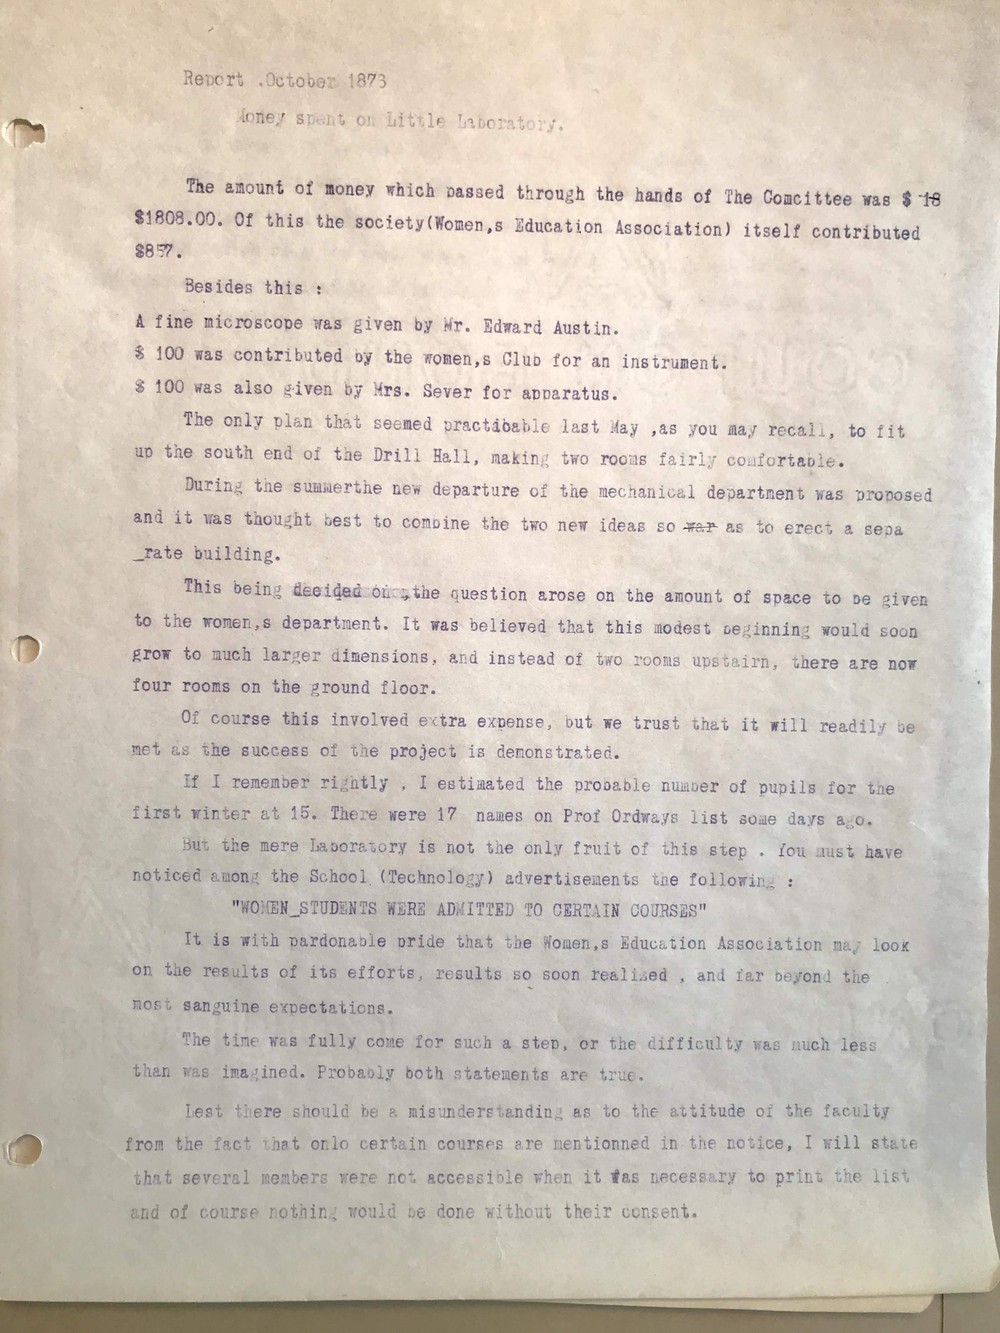 Report .October 1873
Money spent on Little Laboratory.
The amount of money which passed through the hands of The Comcittee was $ 18
$1808.00. Of this the society(Women,s Education Association) itself contributed
$857.
Besides this :
A fine microscope was given by Mr. Edward Austin.
$ 100 was contributed by the women,s Club for an instrument.
$ 100 was also given by Mrs. Sever for apparatus.
The only plan that seemed practibable last May ,as you may recall, to fit
up the south end of the Drill Hall, making two rooms fairly comfortable.
During the summerthe new departure of the mechanical department was proposed
and it was thought best to combine the two new ideas so war as to erect a sepa
_rate building.
This being decided on ,the question arose on the amount of space to be given
to the women,s department. It was believed that this modest beginning would soon
grow to much larger dimensions, and instead of two rooms upstairn, there are now
four rooms on the ground floor.
Of course this involved extra expense, but we trust that it will readily be
met as the success of the project is demonstrated.
If I remember rightly , I estimated the probable number of pupils for the
first winter at 15. There were 17 names on Prof Ordways list some days ago.
But the mere Laboratory is not the only fruit of this step . You must have
noticed among the School (Technology) advertisements the following :
"WOMEN_STUDENTS WERE ADMITTED TO CERTAIN COURSES"
It is with pardonable pride that the Women,s Education Association may look
on the results of its efforts, results so soon realized , and far beyond the
most sanguine expectations.
The time was fully come for such a step, or the difficulty was much less
than was imagined. Probably both statements are true.
Lest there should be a misunderstanding as to the attitude of the faculty
from the fact that onlo certain courses are mentionned in the notice, I will state
that several members were not accessible when it was necessary to print the list
and of course nothing would be done without their consent.